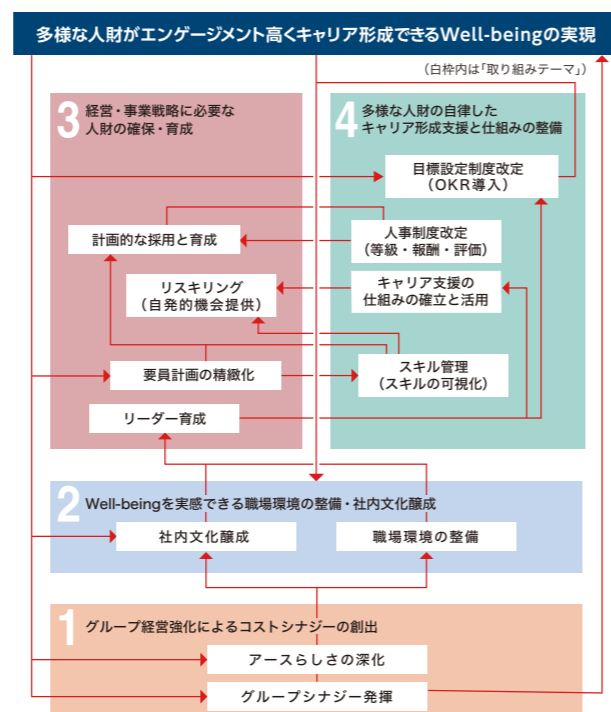 多様な人財がエンゲージメント高くキャリア形成できるWell-beingの実現
（白枠内は「取り組みテーマ」）
3
経営・事業戦略に必要な
人財の確保・育成
計画的な採用と育成
リスキリング
（自発的機会提供）
要員計画の精緻化
リーダー育成
4
多様な人財の自律した
キャリア形成支援と仕組みの整備
目標設定制度改定
（OKR導入）
人事制度改定
（等級・報酬・評価）
キャリア支援の
仕組みの確立と活用
スキル管理
（スキルの可視化）
2
Well-beingを実感できる職場環境の整備・社内文化醸成
社内文化醸成
職場環境の整備
1
グループ経営強化によるコストシナジーの創出
アースらしさの深化
グループシナジー発揮